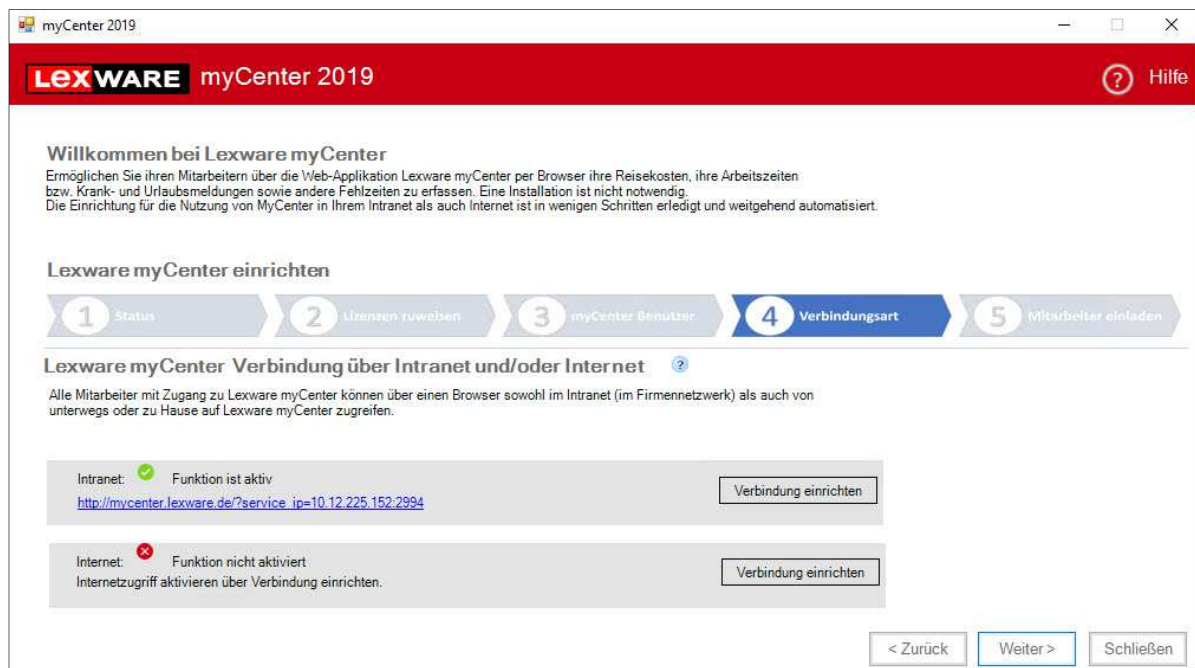 myCenter 2019
LEXWARE myCenter 2019
? Hilfe
Willkommen bei Lexware myCenter
Ermöglichen Sie ihren Mitarbeitern über die Web-Applikation Lexware myCenter per Browser ihre Reisekosten, ihre Arbeitszeiten
bzw. Krank- und Urlaubsmeldungen sowie andere Fehlzeiten zu erfassen. Eine Installation ist nicht notwendig.
Die Einrichtung für die Nutzung von MyCenter in Ihrem Intranet als auch Internet ist in wenigen Schritten erledigt und weitgehend automatisiert.
Lexware myCenter einrichten
1 Status
2 Lizenzen zuweisen
3 myCenter Benutzer
4 Verbindungsart
5 Mitarbeiter einladen
Lexware myCenter Verbindung über Intranet und/oder Internet ?
Alle Mitarbeiter mit Zugang zu Lexware myCenter können über einen Browser sowohl im Intranet (im Firmennetzwerk) als auch von
unterwegs oder zu Hause auf Lexware myCenter zugreifen.
Intranet: Funktion ist aktiv
http://mycenter.lexware.de/?service_ip=10.12.225.152:2994
Verbindung einrichten
Internet: Funktion nicht aktiviert
Internetzugriff aktivieren über Verbindung einrichten.
Verbindung einrichten
< Zurück
Weiter >
Schließen